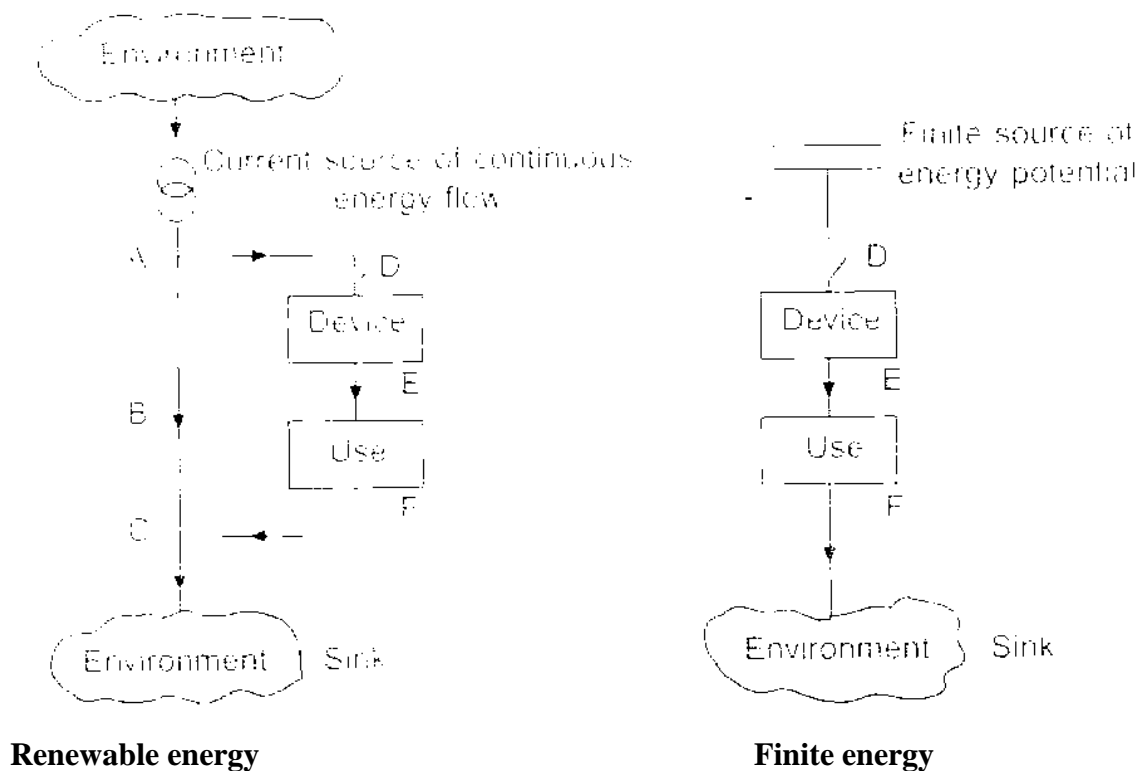 Environment
Current source of continuous
energy flow
A
D
Device
E
B
Use
F
C
Environment
Sink
Renewable energy
Finite source of
energy potential
D
Device
E
Use
F
Environment
Sink
Finite energy